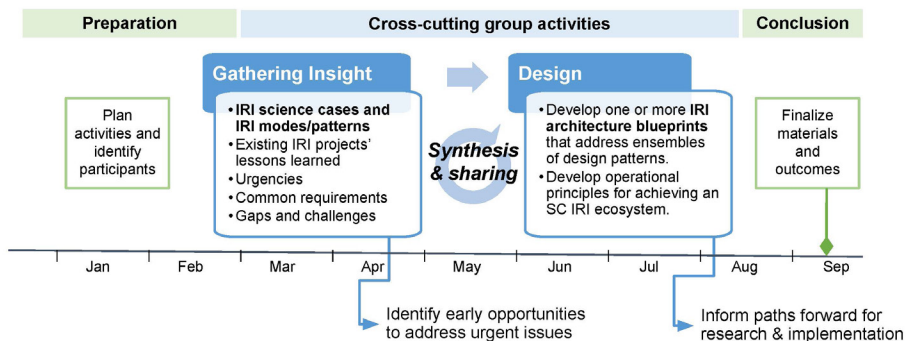 Preparation
Cross-cutting group activities
Conclusion
Gathering Insight
Design
Plan
activities and
identify
participants
•IRI science cases and
IRI modes/patterns
•Existing IRI projects'
lessons learned
•Urgencies
•Common requirements
•Gaps and challenges
Synthesis
& sharing
•Develop one or more IRI
architecture blueprints
that address ensembles
of design patterns.
•Develop operational
principles for achieving an
SC IRI ecosystem.
Finalize
materials
and
outcomes
Jan
Feb
Mar
Apr
May
Jun
Jul
Aug
Sep
Identify early opportunities
to address urgent issues
Inform paths forward for
research & implementation